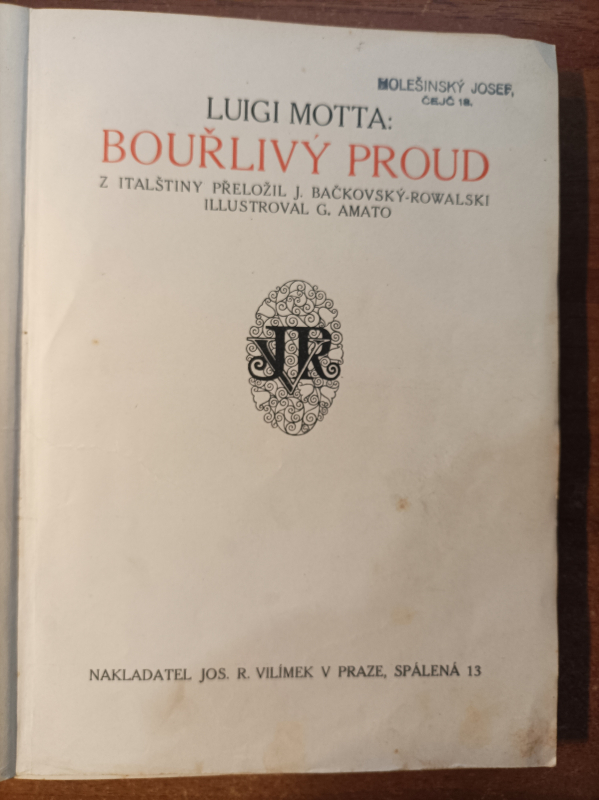 HOLEŠINSKÝ JOSEF,
ČEJČ 18.
LUIGI MOTTA:
BOUŘLIVÝ PROUD
Z ITALŠTINY PŘELOŽIL J. BAČKOVSKÝ-ROWALSKI
ILLUSTROVAL G. AMATO
JRV
NAKLADATEL JOS. R. VILÍMEK V PRAZE, SPÁLENÁ 13